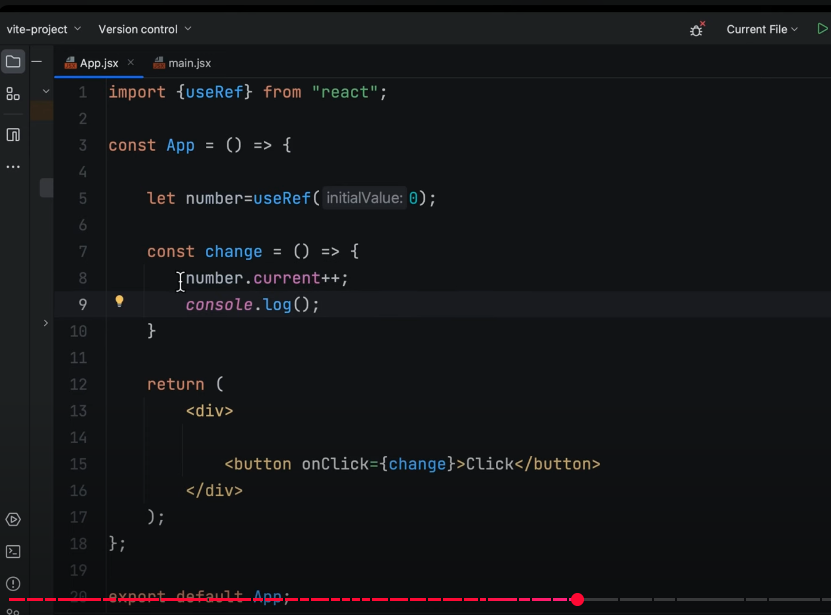 vite-project Version control Current File
App.jsx main.jsx
1 import {useRef} from "react";
2
3 const App = () => {
4
5 let number=useRef( initialValue: 0);
6
7 const change = () => {
8 number.current++;
9 console.log();
10 }
11
12 return (
13 <div>
14
15 <button onClick={change}>Click</button>
16 </div>
17 );
18 };
19
20 export default App;